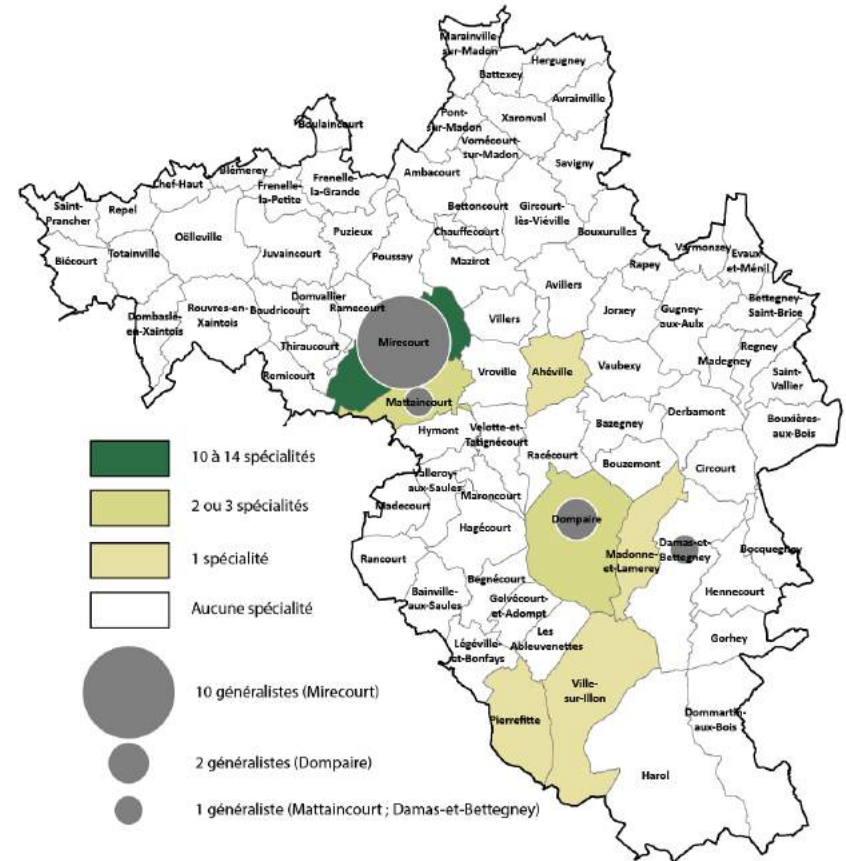 Marainville-
sur-Madon
Hergugney
Battexey
Avrainville
Pont-
sur-Madon
Xaronval
Boulaincourt
Vomécourt-
sur-Madon
Savigny
Blémerey
Frenelle-
la-Grande
Ambacourt
Chef-Haut
Frenelle-
la-Petite
Saint-
Prancher
Repel
Bettoncourt
Gircourt-
lès-Viéville
Oëlleville
Puzieux
Chauffecourt
Bouxurulles
Biécourt
Totainville
Juvaincourt
Poussay
Mazirot
Varmonzey
Evaux-
et-Ménil
Rapey
Avillers
Domvallier
Bettegney-
Saint-Brice
Dombasle-
en-Xaintois
Rouvres-en-
Xaintois
Baudricourt
Ramecourt
Villers
Jorxey
Gugney-
aux-Aulx
Mirecourt
Thiraucourt
Regney
Madegney
Remicourt
Vroville
Ahéville
Vaubexy
Saint-
Vallier
Mattaincourt
Derbamont
Bouxières-
aux-Bois
Hymont
Velotte-et-
Tatignécourt
Bazegney
Racécourt
Bouzemont
Circourt
Valleroy-
aux-Saules
Maroncourt
Madecourt
Hagécourt
Dompaire
Madonne-
et-Lamerey
Damas-et-
Bettegney
Bocquegney
Rancourt
Begnécourt
Bainville-
aux-Saules
Gelvécourt-
et-Adompt
Hennecourt
Légéville-
et-Bonfays
Les
Ableuvenettes
Gorhey
Ville-
sur-Illon
Pierrefitte
Dommartin-
aux-Bois
Harol
10 à 14 spécialités
2 ou 3 spécialités
1 spécialité
Aucune spécialité
10 généralistes (Mirecourt)
2 généralistes (Dompaire)
1 généraliste (Mattaincourt ; Damas-et-Bettegney)